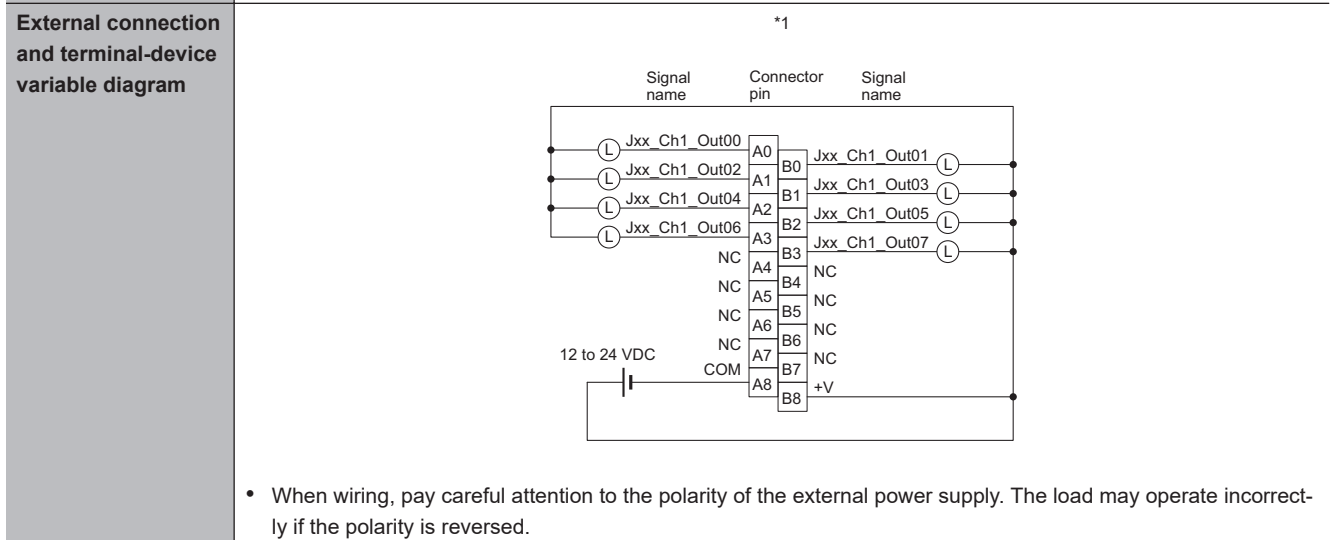 External connection
and terminal-device
variable diagram
*1
Signal
name
Connector
pin
Signal
name
L Jxx_Ch1_Out00 A0
B0 Jxx_Ch1_Out01 L
L Jxx_Ch1_Out02 A1
B1 Jxx_Ch1_Out03 L
L Jxx_Ch1_Out04 A2
B2 Jxx_Ch1_Out05 L
L Jxx_Ch1_Out06 A3
B3 Jxx_Ch1_Out07 L
NC A4
B4 NC
NC A5
B5 NC
NC A6
B6 NC
NC A7
B7 NC
12 to 24 VDC
COM A8
B8 +V
• When wiring, pay careful attention to the polarity of the external power supply. The load may operate incorrect-
ly if the polarity is reversed.